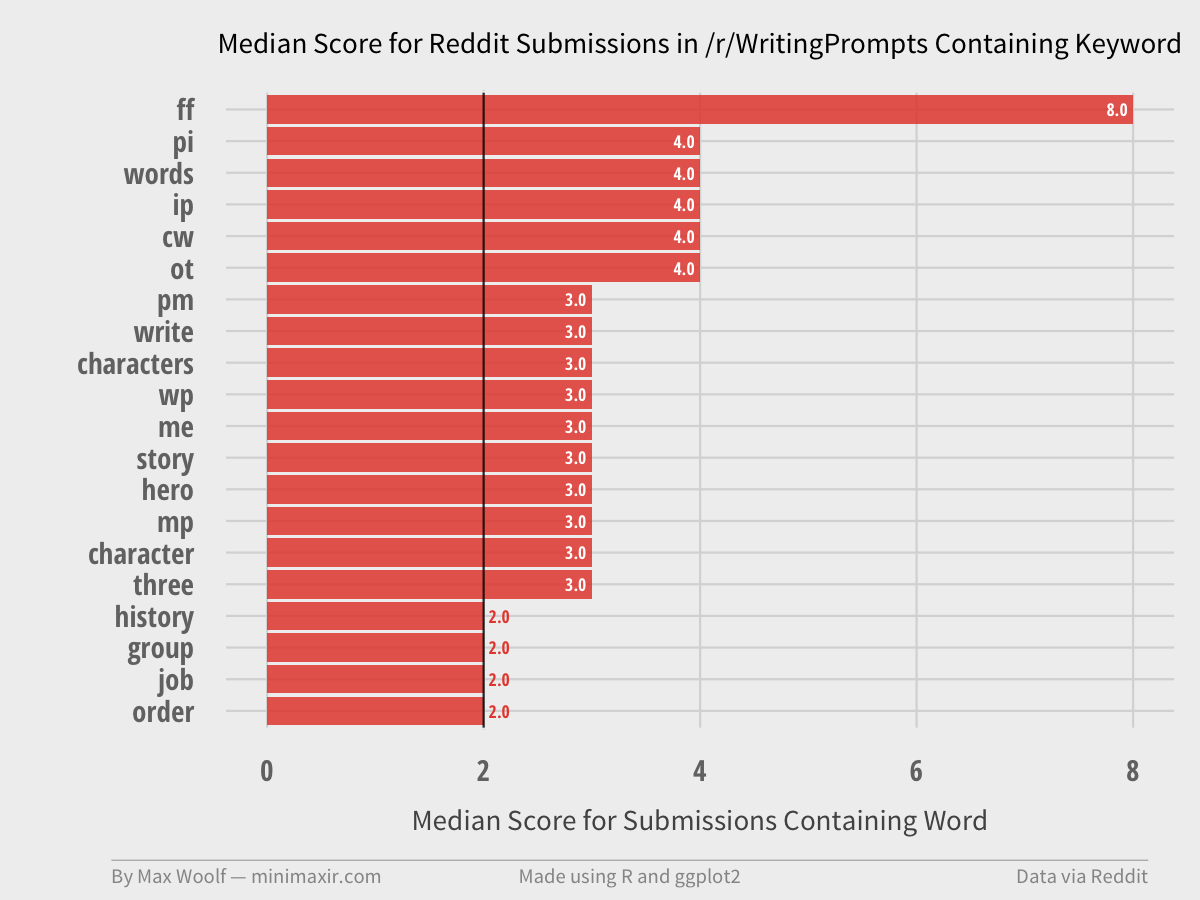 Median Score for Reddit Submissions in /r/WritingPrompts Containing Keyword
ff 8.0
pi 4.0
words 4.0
ip 4.0
cw 4.0
ot 4.0
pm 3.0
write 3.0
characters 3.0
wp 3.0
me 3.0
story 3.0
hero 3.0
mp 3.0
character 3.0
three 3.0
history 2.0
group 2.0
job 2.0
order 2.0
0 2 4 6 8
Median Score for Submissions Containing Word
By Max Woolf — minimaxir.com Made using R and ggplot2 Data via Reddit